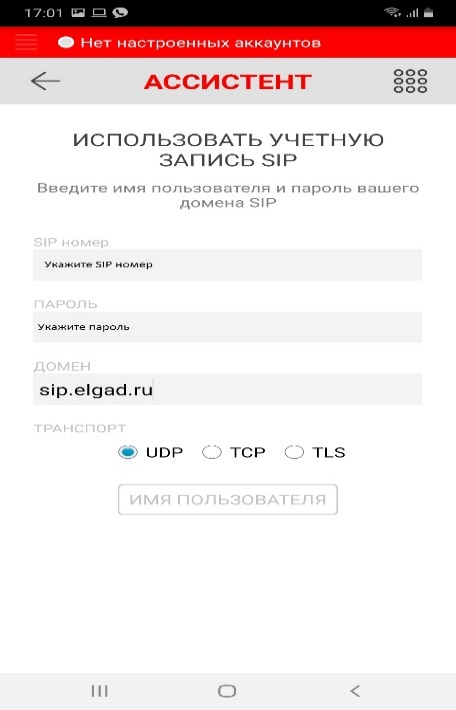 17:01
Нет настроенных аккаунтов
АССИСТЕНТ
ИСПОЛЬЗОВАТЬ УЧЕТНУЮ
ЗАПИСЬ SIP
Введите имя пользователя и пароль вашего
домена SIP
SIP номер
Укажите SIP номер
ПАРОЛЬ
Укажите пароль
ДОМЕН
sip.elgad.ru
ТРАНСПОРТ
UDP TCP TLS
ИМЯ ПОЛЬЗОВАТЕЛЯ